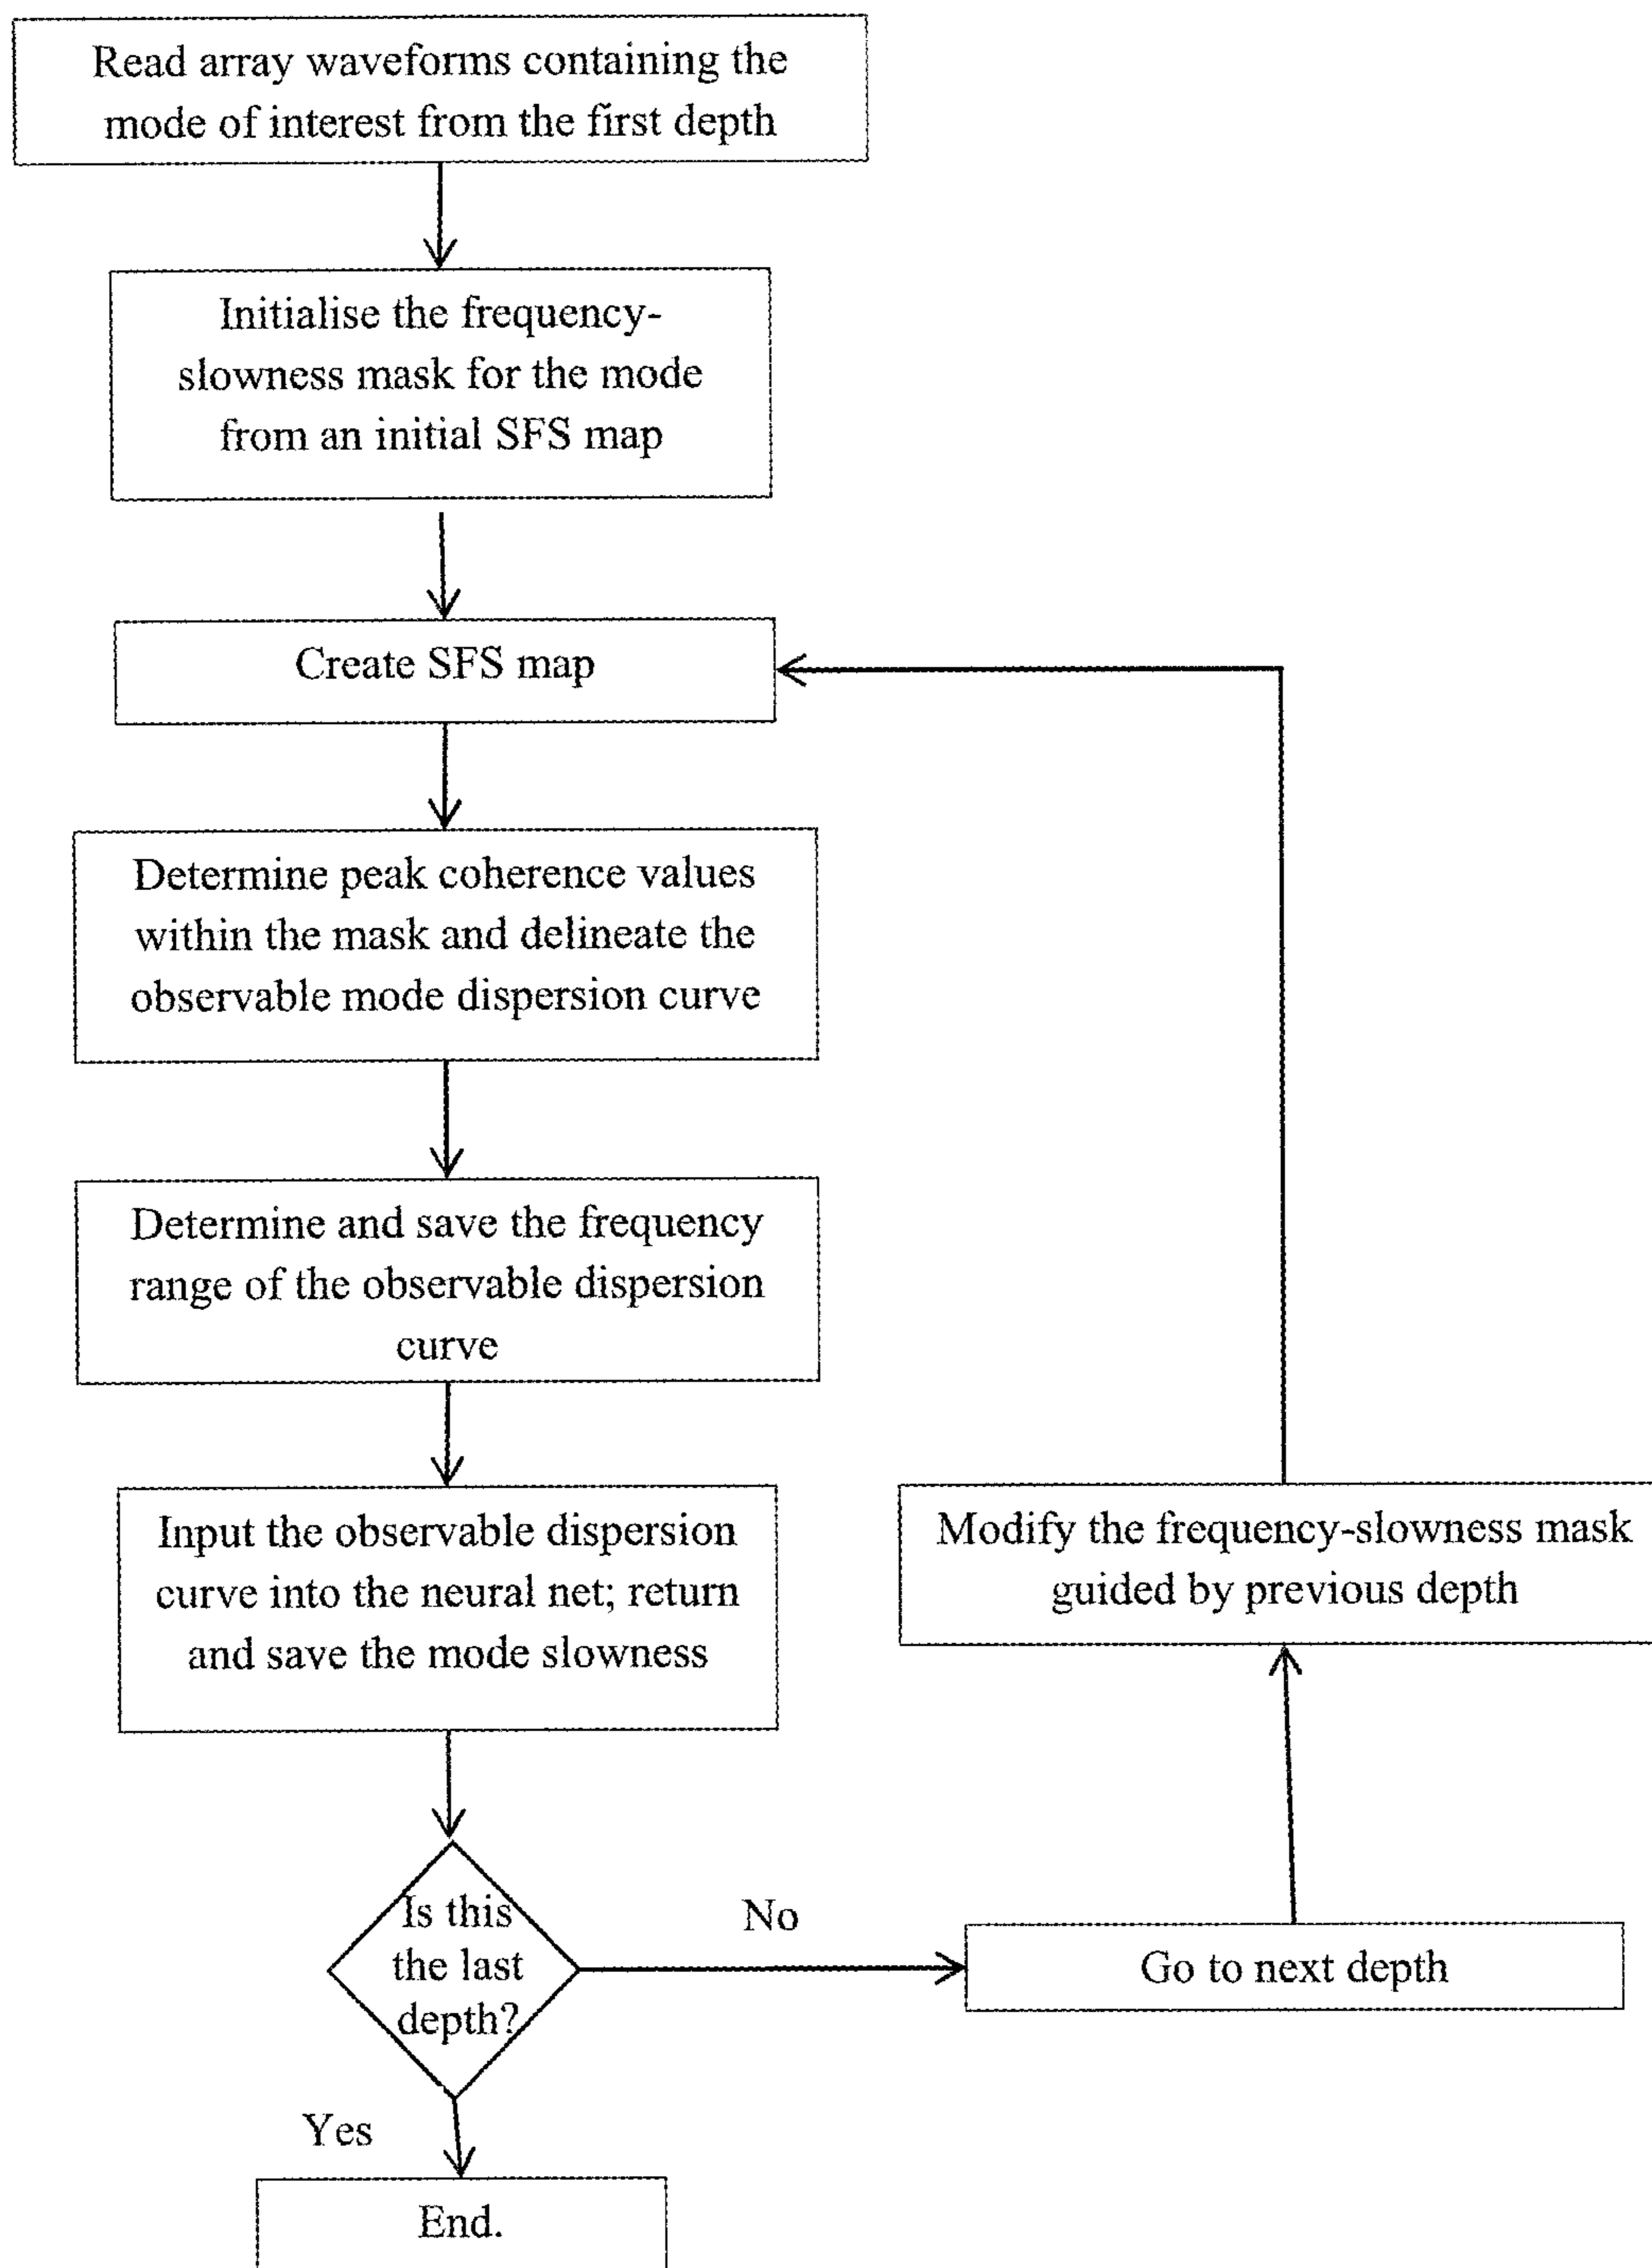 Read array waveforms containing the
mode of interest from the first depth
Initialise the frequency-
slowness mask for the mode
from an initial SFS map
Create SFS map
Determine peak coherence values
within the mask and delineate the
observable mode dispersion curve
Determine and save the frequency
range of the observable dispersion
curve
Input the observable dispersion
curve into the neural net; return
and save the mode slowness
Modify the frequency-slowness mask
guided by previous depth
Is this
the last
depth?
No
Go to next depth
Yes
End.